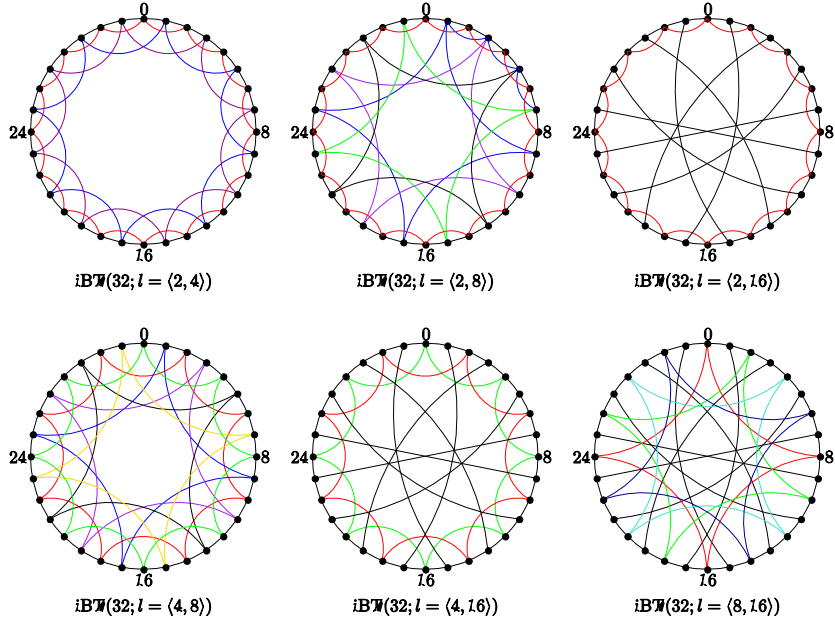 0 0 0
24 8 24 8 24 8
16 16 16
iBT(32; l = ⟨2, 4⟩) iBT(32; l = ⟨2, 8⟩) iBT(32; l = ⟨2, 16⟩)
0 0 0
24 8 24 8 24 8
16 16 16
iBT(32; l = ⟨4, 8⟩) iBT(32; l = ⟨4, 16⟩) iBT(32; l = ⟨8, 16⟩)